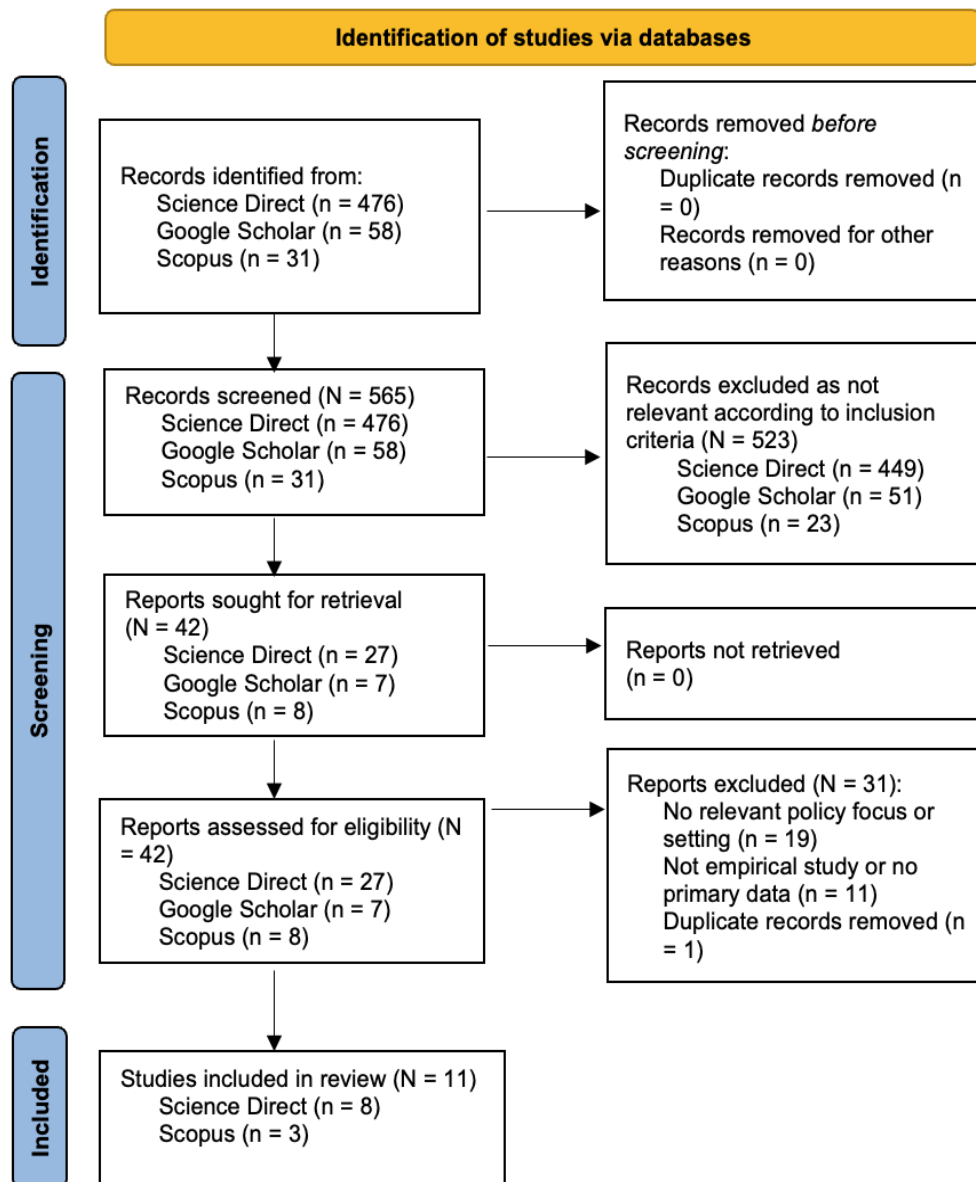 Identification of studies via databases
Identification
Records identified from:
Science Direct (n = 476)
Google Scholar (n = 58)
Scopus (n = 31)
Records removed before
screening:
Duplicate records removed (n
= 0)
Records removed for other
reasons (n = 0)
Screening
Records screened (N = 565)
Science Direct (n = 476)
Google Scholar (n = 58)
Scopus (n = 31)
Records excluded as not
relevant according to inclusion
criteria (N = 523)
Science Direct (n = 449)
Google Scholar (n = 51)
Scopus (n = 23)
Reports sought for retrieval
(N = 42)
Science Direct (n = 27)
Google Scholar (n = 7)
Scopus (n = 8)
Reports not retrieved
(n = 0)
Reports assessed for eligibility (N
= 42)
Science Direct (n = 27)
Google Scholar (n = 7)
Scopus (n = 8)
Reports excluded (N = 31):
No relevant policy focus or
setting (n = 19)
Not empirical study or no
primary data (n = 11)
Duplicate records removed (n
= 1)
Included
Studies included in review (N = 11)
Science Direct (n = 8)
Scopus (n = 3)